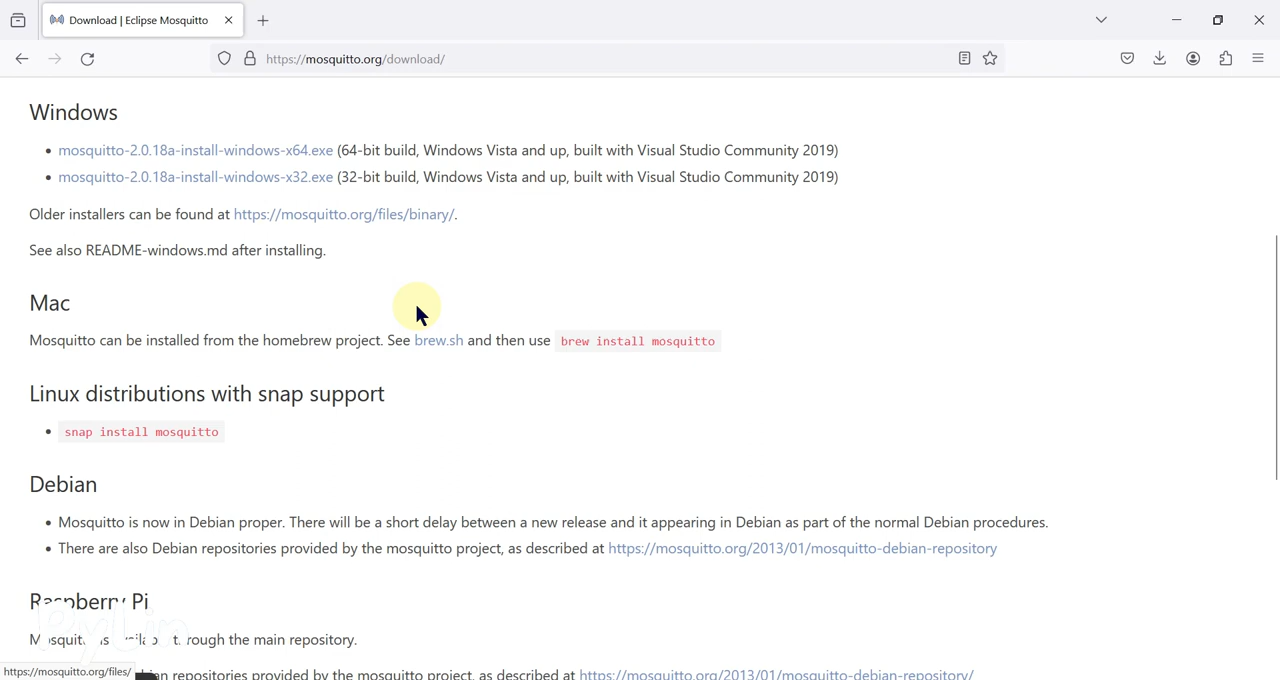 Download | Eclipse Mosquitto
https://mosquitto.org/download/
Windows
• mosquitto-2.0.18a-install-windows-x64.exe (64-bit build, Windows Vista and up, built with Visual Studio Community 2019)
• mosquitto-2.0.18a-install-windows-x32.exe (32-bit build, Windows Vista and up, built with Visual Studio Community 2019)
Older installers can be found at https://mosquitto.org/files/binary/.
See also README-windows.md after installing.
Mac
Mosquitto can be installed from the homebrew project. See brew.sh and then use brew install mosquitto
Linux distributions with snap support
• snap install mosquitto
Debian
• Mosquitto is now in Debian proper. There will be a short delay between a new release and it appearing in Debian as part of the normal Debian procedures.
• There are also Debian repositories provided by the mosquitto project, as described at https://mosquitto.org/2013/01/mosquitto-debian-repository
Raspberry Pi
PyLin
Mosquitto is available through the main repository.
https://mosquitto.org/files/
repositories provided by the mosquitto project, as described at https://mosquitto.org/2013/01/mosquitto-debian-repository/